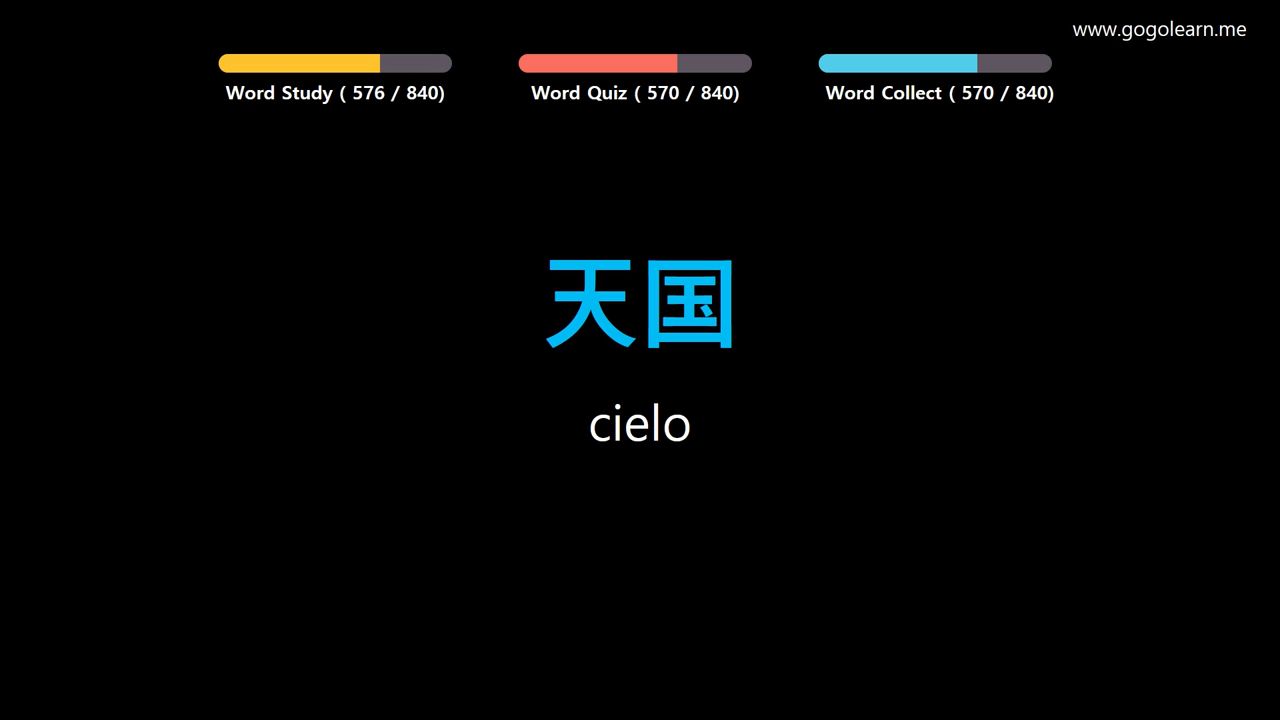 www.gogolearn.me
Word Study ( 576 / 840)
Word Quiz ( 570 / 840)
Word Collect ( 570 / 840)
天国
cielo